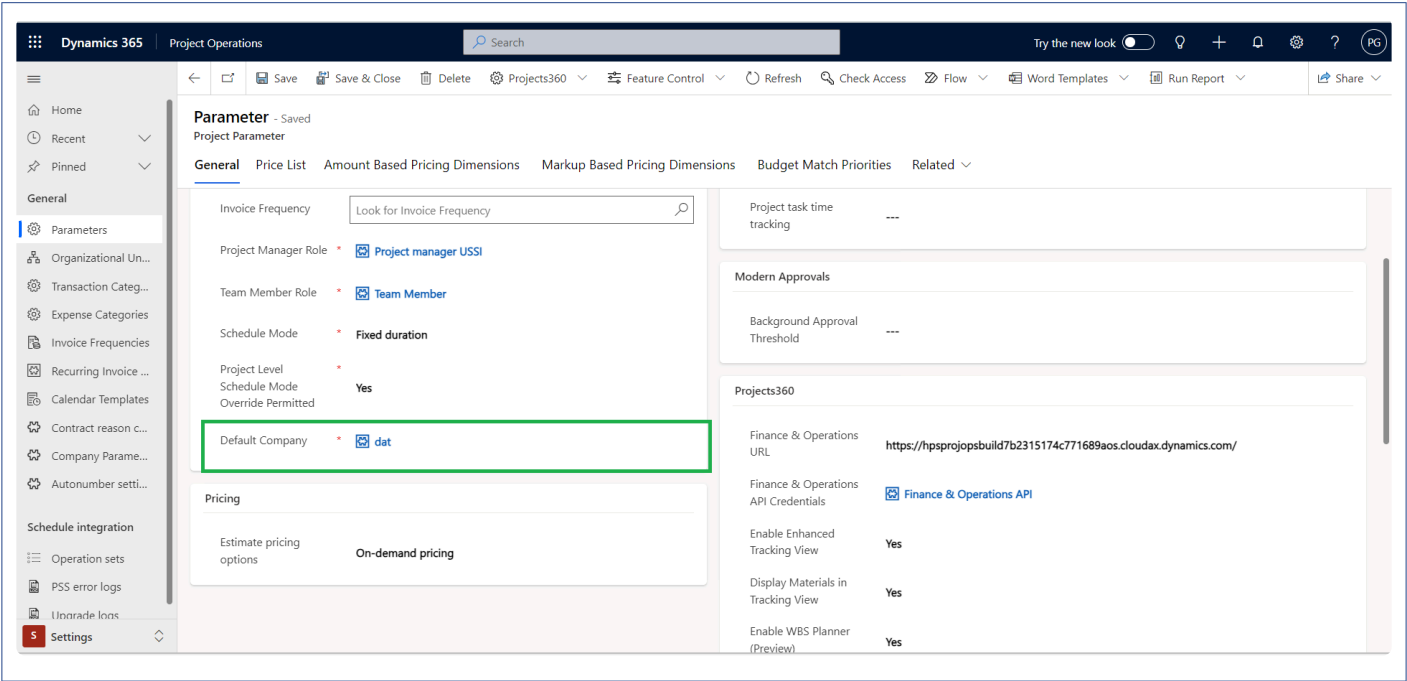 Dynamics 365
Project Operations
Search
Try the new look
PG
Save
Save & Close
Delete
Projects360
Feature Control
Refresh
Check Access
Flow
Word Templates
Run Report
Share
Home
Recent
Pinned
General
Parameters
Organizational Un...
Transaction Categ...
Expense Categories
Invoice Frequencies
Recurring Invoice ...
Calendar Templates
Contract reason c...
Company Parame...
Autonumber setti...
Schedule integration
Operation sets
PSS error logs
Upgrade logs
S Settings
Parameter - Saved
Project Parameter
General
Price List
Amount Based Pricing Dimensions
Markup Based Pricing Dimensions
Budget Match Priorities
Related
Invoice Frequency
Look for Invoice Frequency
Project Manager Role *
Project manager USSI
Team Member Role *
Team Member
Schedule Mode *
Fixed duration
Project Level *
Schedule Mode
Override Permitted
Yes
Default Company *
dat
Pricing
Estimate pricing
options
On-demand pricing
Project task time
tracking
---
Modern Approvals
Background Approval
Threshold
---
Projects360
Finance & Operations
URL
https://hpsprojopsbuild7b2315174c771689aos.cloudax.dynamics.com/
Finance & Operations
API Credentials
Finance & Operations API
Enable Enhanced
Tracking View
Yes
Display Materials in
Tracking View
Yes
Enable WBS Planner
(Preview)
Yes